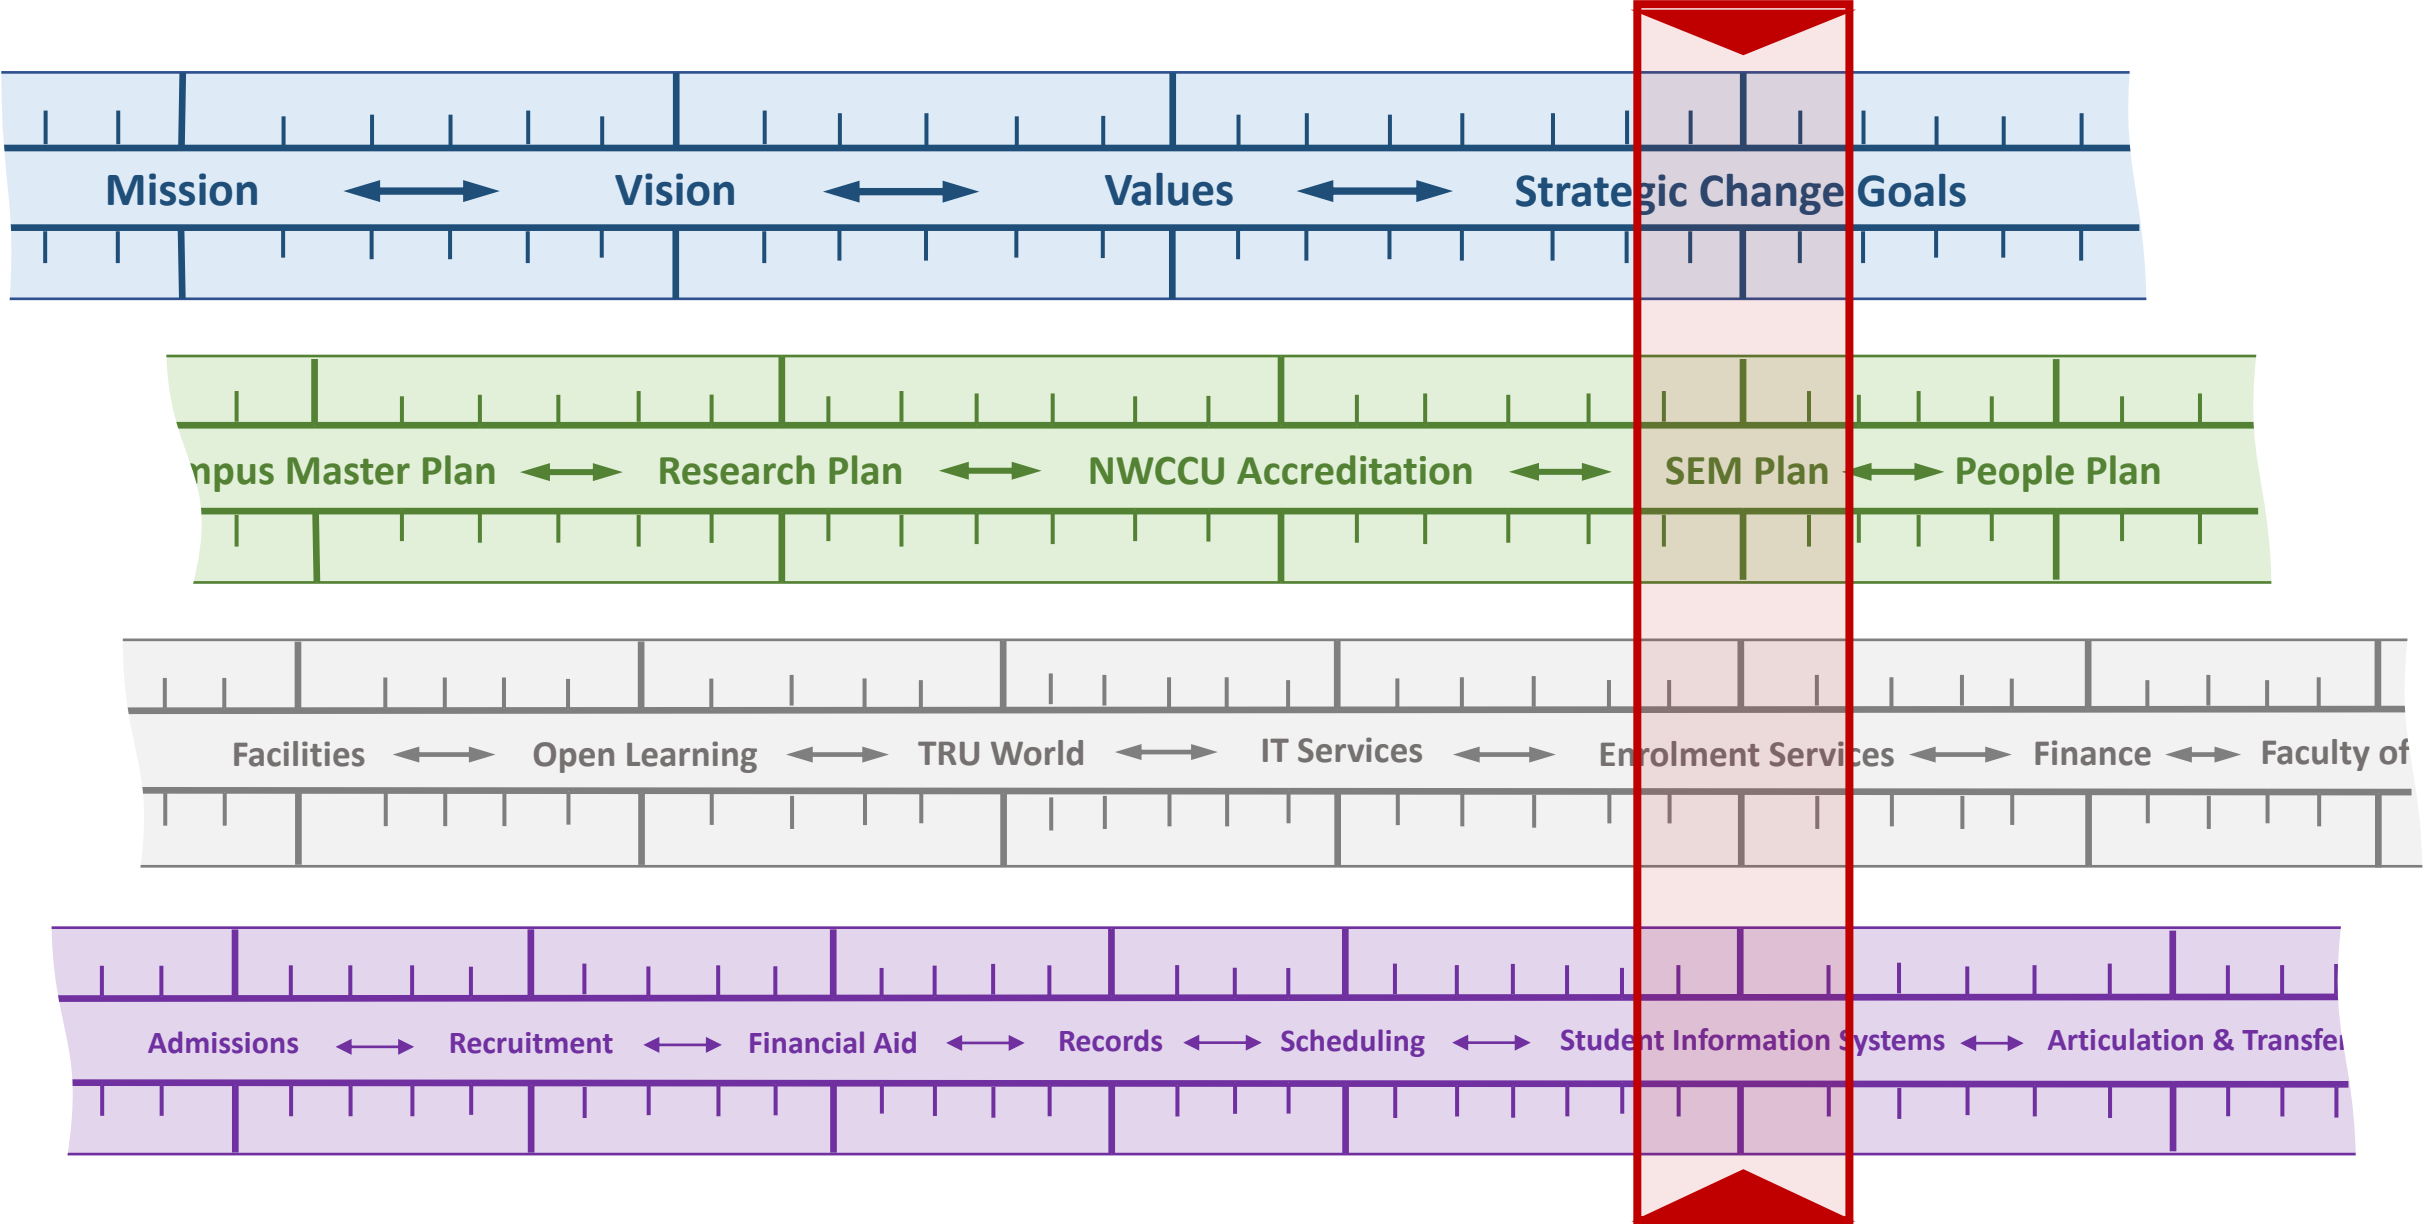 Mission Vision Values Strategic Change Goals
mpus Master Plan Research Plan NWCCU Accreditation SEM Plan People Plan
Facilities Open Learning TRU World IT Services Enrolment Services Finance Faculty of
Admissions Recruitment Financial Aid Records Scheduling Student Information Systems Articulation & Transfer